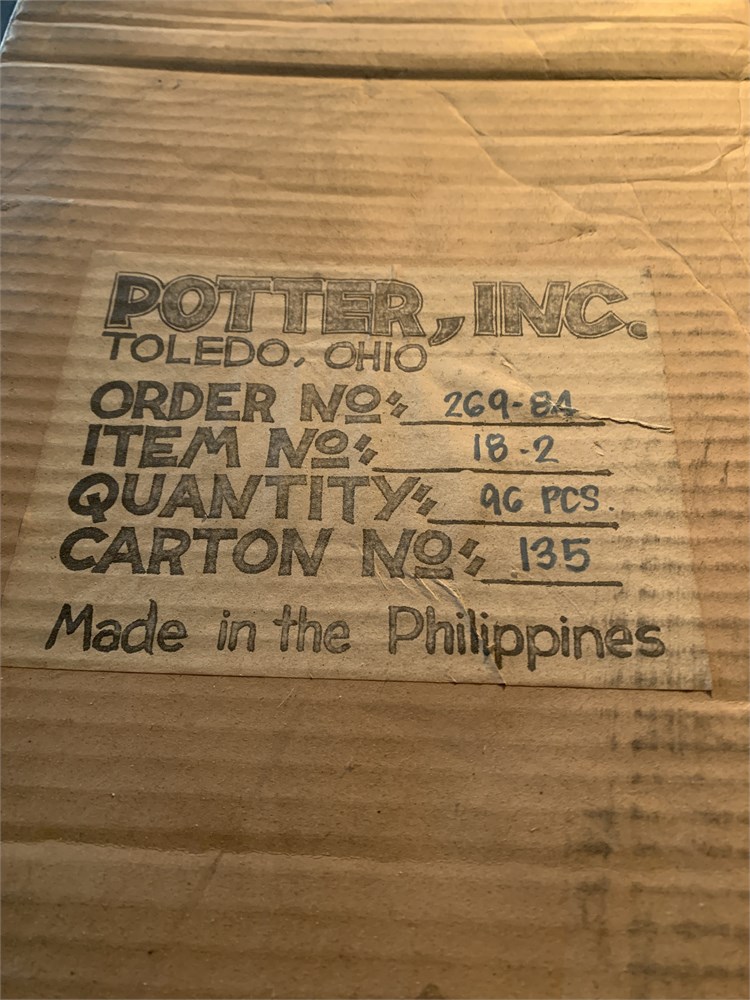 POTTER, INC.
TOLEDO, OHIO
ORDER NO: 269-84
ITEM NO: 18-2
QUANTITY: 96 PCS.
CARTON NO: 135
Made in the Philippines